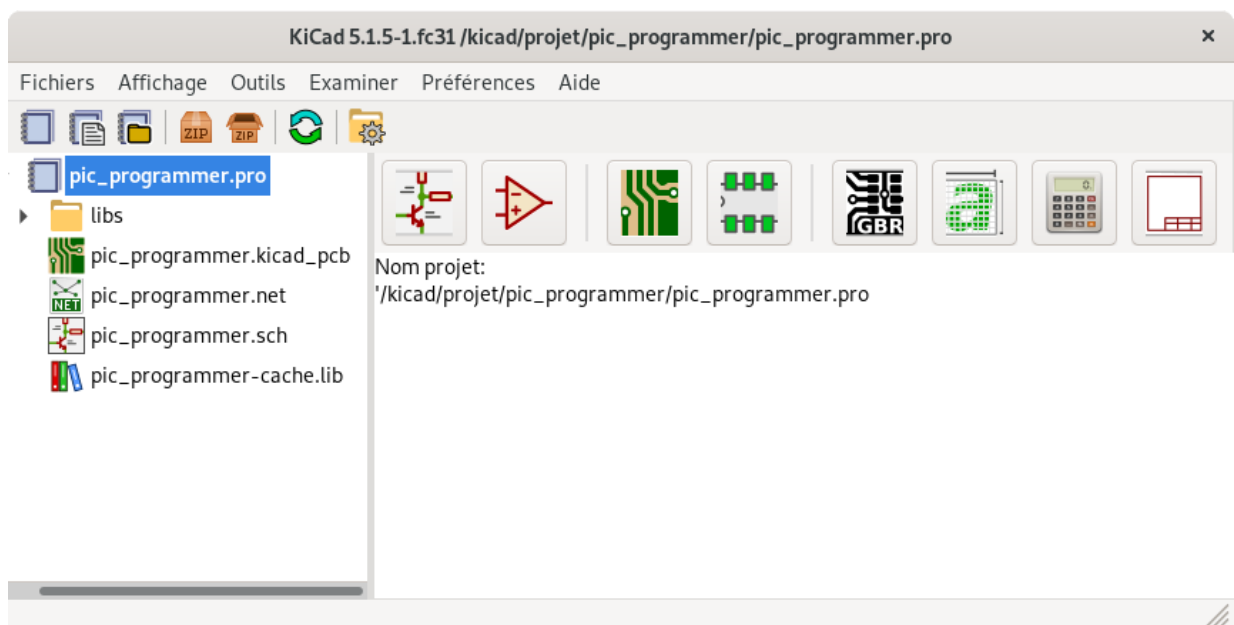 KiCad 5.1.5-1.fc31 /kicad/projet/pic_programmer/pic_programmer.pro
Fichiers Affichage Outils Examiner Préférences Aide
ZIP ZIP
pic_programmer.pro
libs
pic_programmer.kicad_pcb
NET pic_programmer.net
pic_programmer.sch
pic_programmer-cache.lib
GBR a 0.
Nom projet:
'/kicad/projet/pic_programmer/pic_programmer.pro